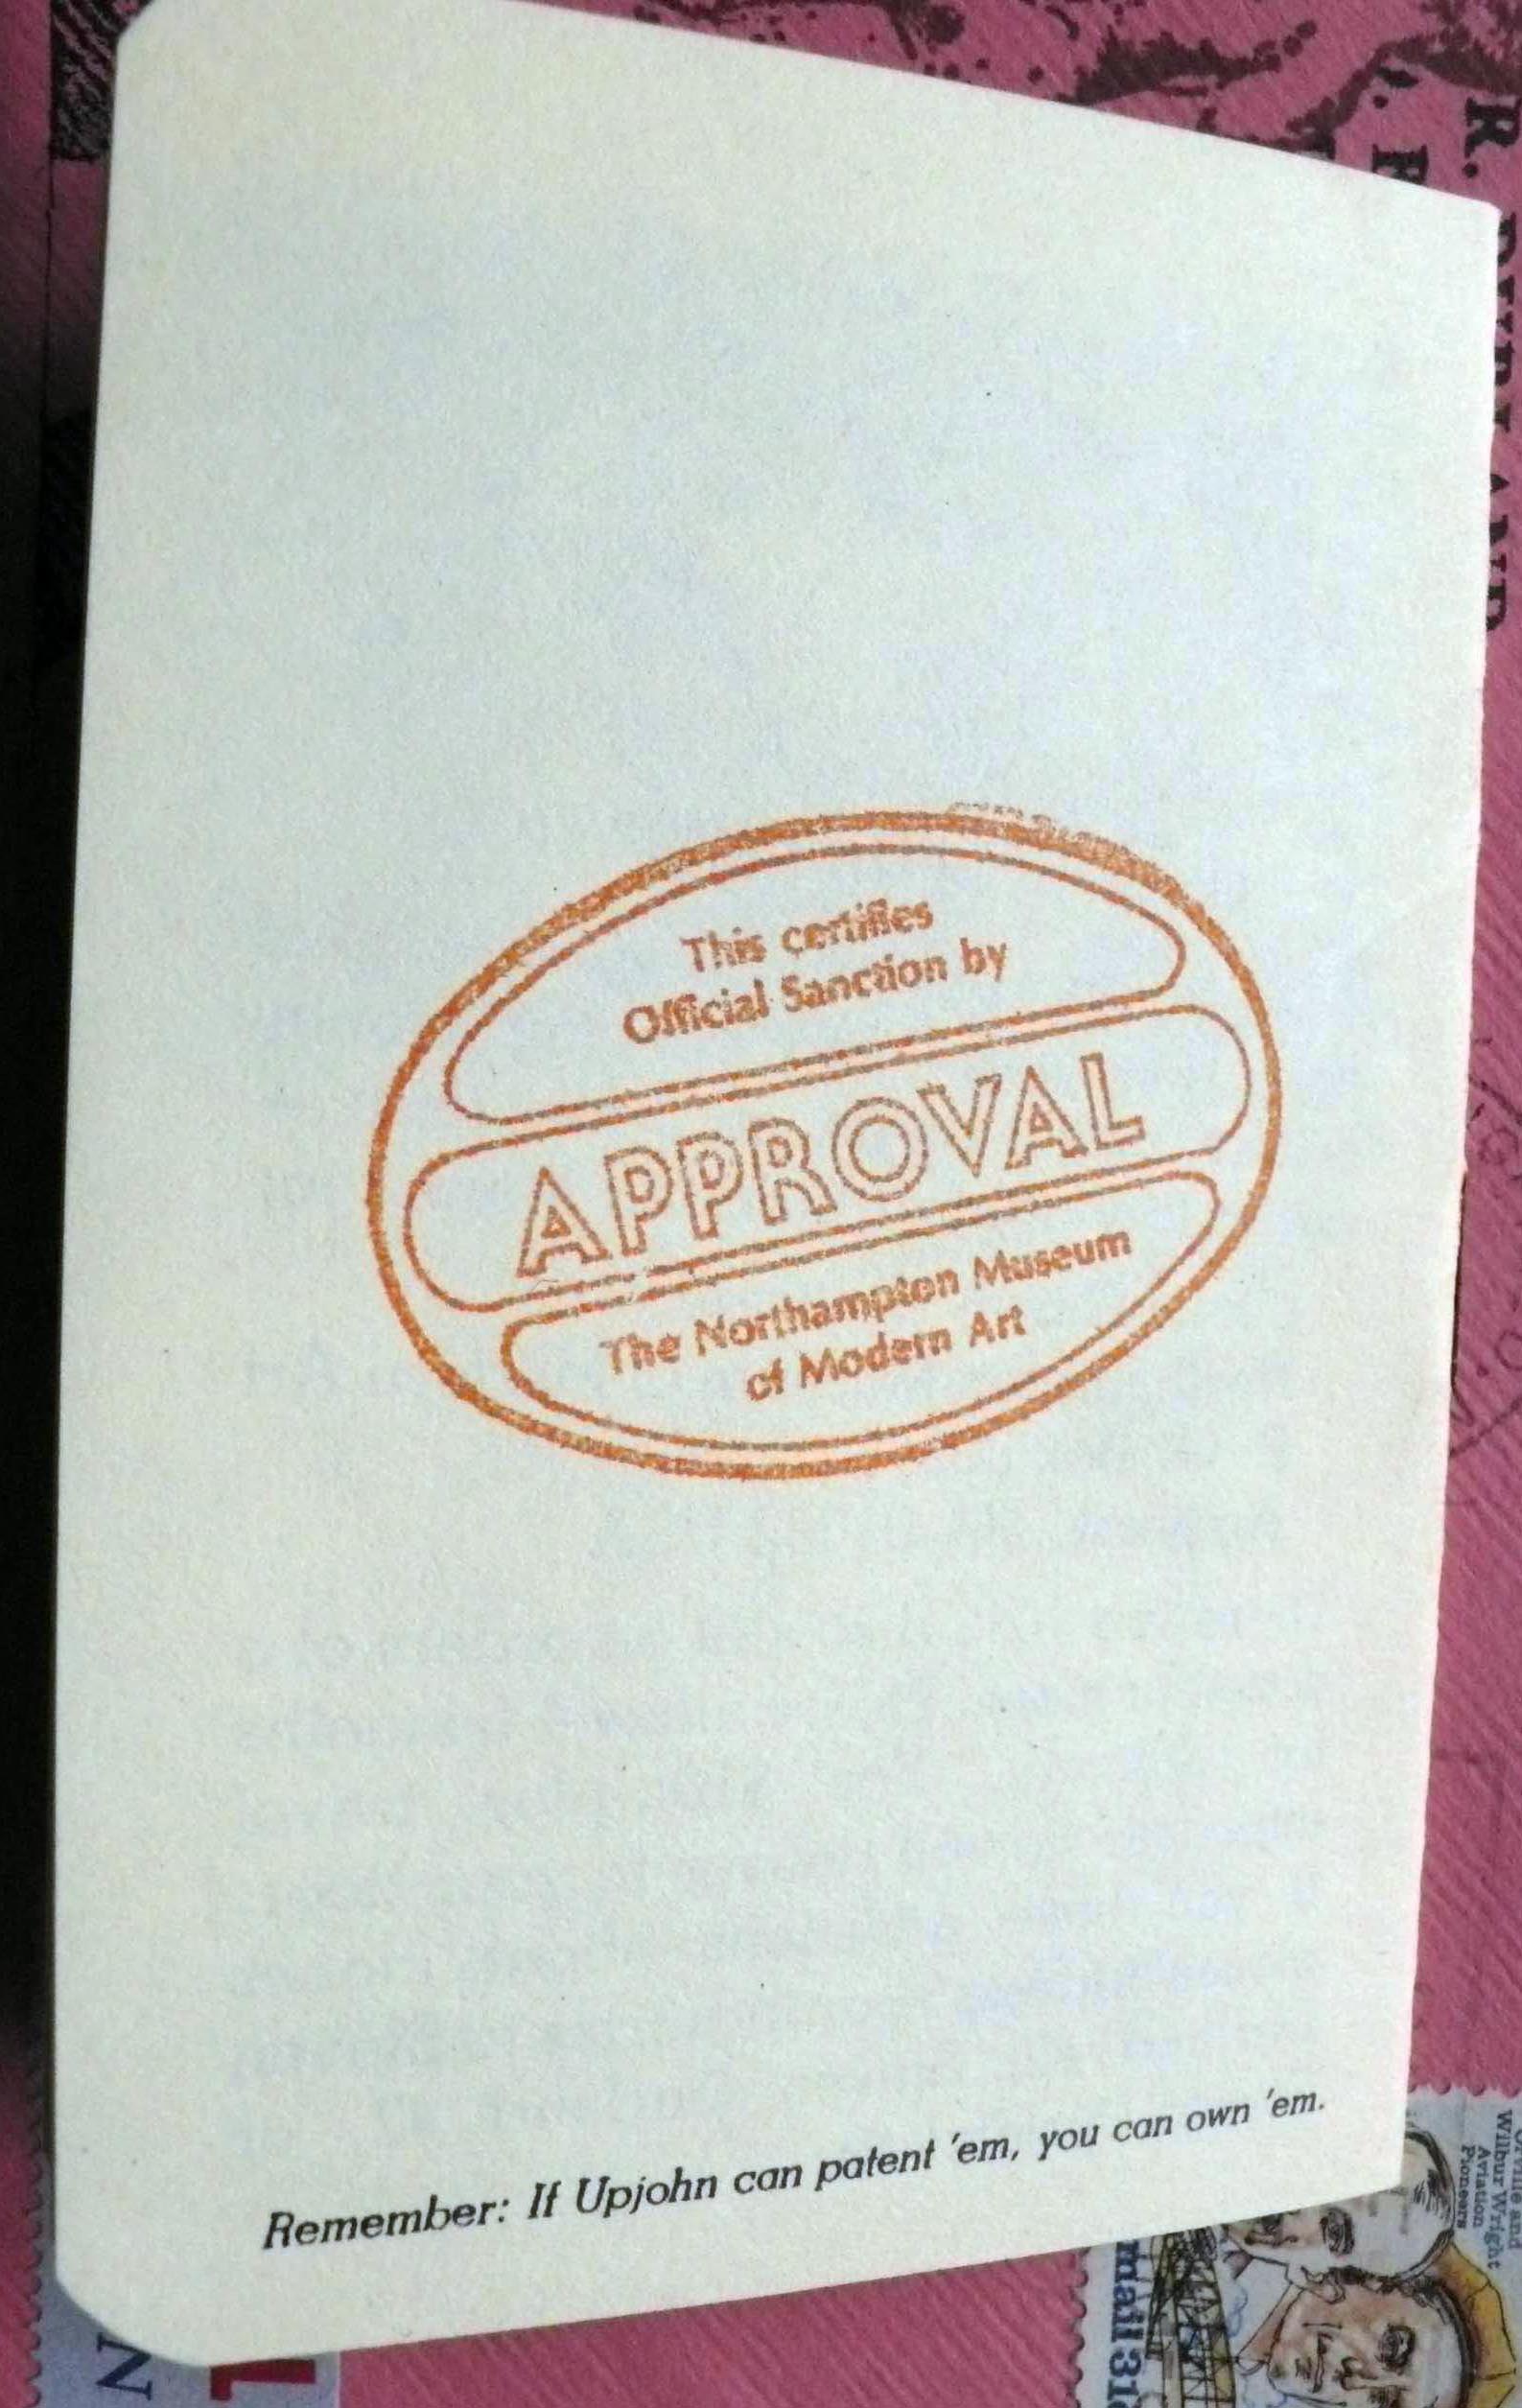 This certifies
Official Sanction by
APPROVAL
The Northampton Museum
of Modern Art
Remember: If Upjohn can patent 'em, you can own 'em.
R. E.
Orville and
Wilbur Wright
Aviation
Pioneers
N
1